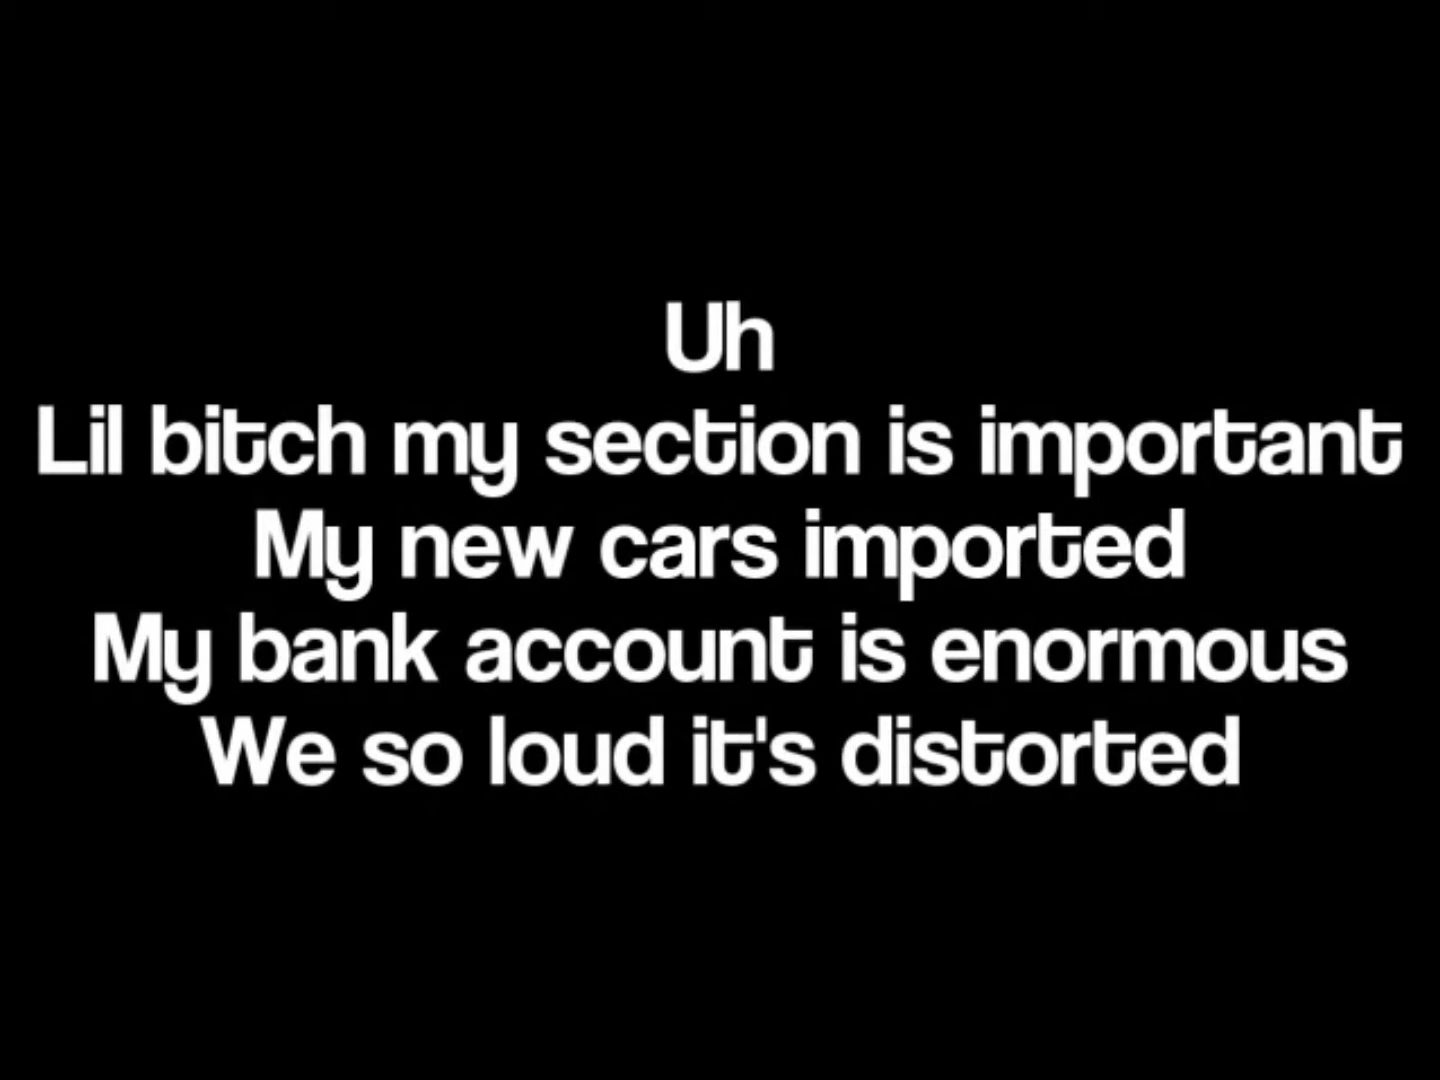 Uh
Lil bitch my section is important
My new cars imported
My bank account is enormous
We so loud it's distorted